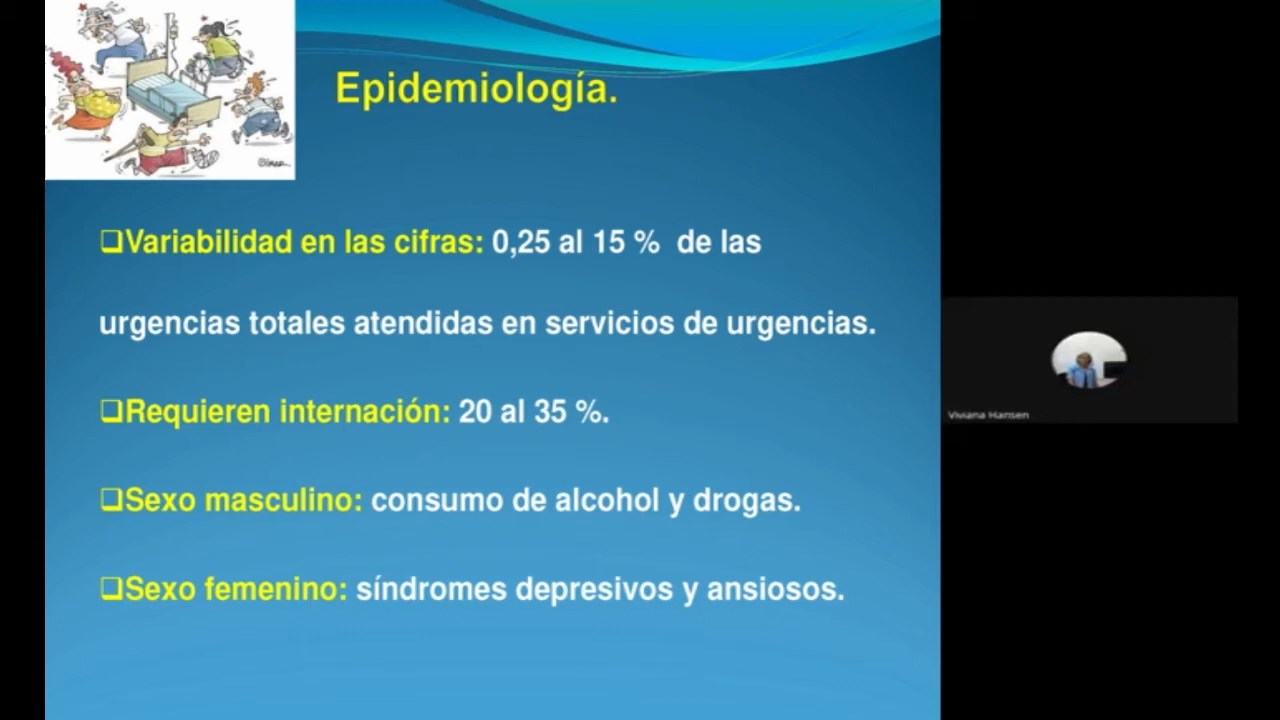 Epidemiología.
❑Variabilidad en las cifras: 0,25 al 15 % de las
urgencias totales atendidas en servicios de urgencias.
❑Requieren internación: 20 al 35 %.
❑Sexo masculino: consumo de alcohol y drogas.
❑Sexo femenino: síndromes depresivos y ansiosos.
Viviana Hansen